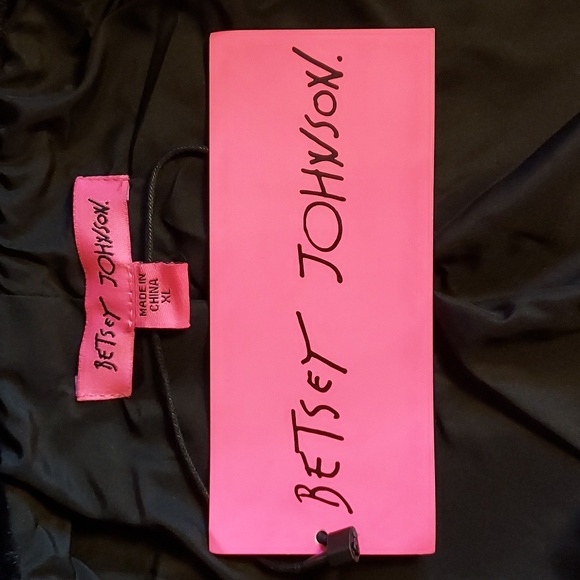 BETSEY JOHNSON.
MADE IN
CHINA
XL
BETSEY JOHNSON.